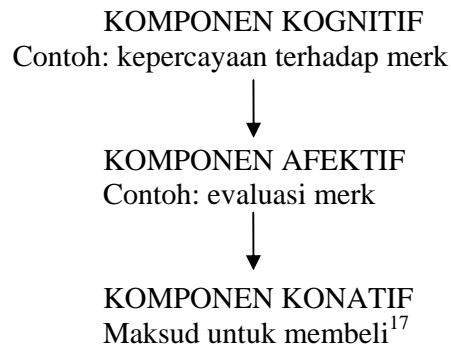 KOMPONEN KOGNITIF
Contoh: kepercayaan terhadap merk
KOMPONEN AFEKTIF
Contoh: evaluasi merk
KOMPONEN KONATIF
Maksud untuk membeli17